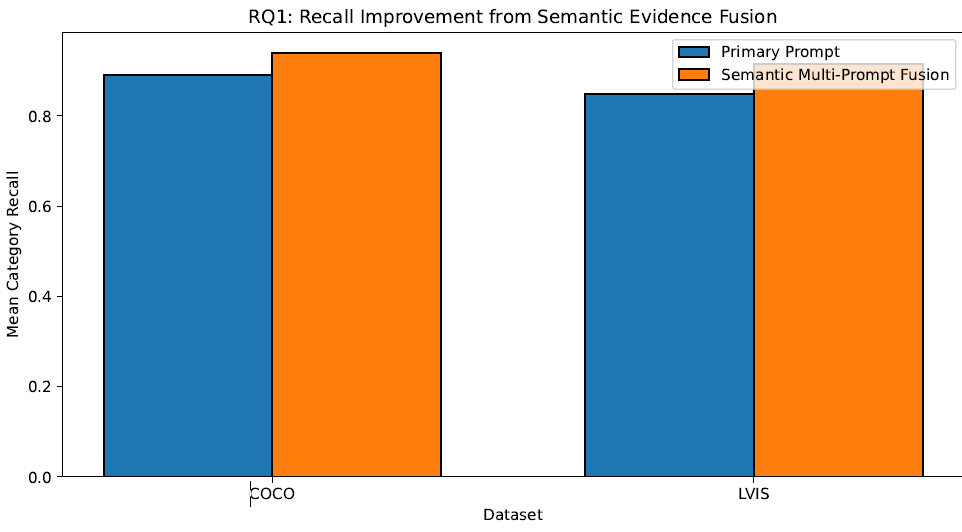 RQ1: Recall Improvement from Semantic Evidence Fusion
Primary Prompt
Semantic Multi-Prompt Fusion
Mean Category Recall
0.8
0.6
0.4
0.2
0.0
COCO LVIS
Dataset